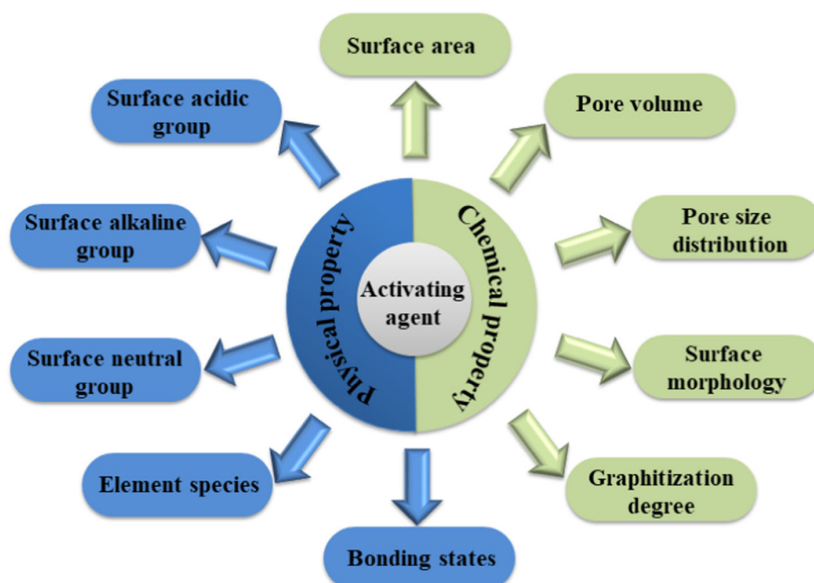 Surface area
Surface acidic
group
Pore volume
Surface alkaline
group
Pore size
distribution
Physical property
Chemical property
Activating
agent
Surface neutral
group
Surface
morphology
Element species
Graphitization
degree
Bonding states